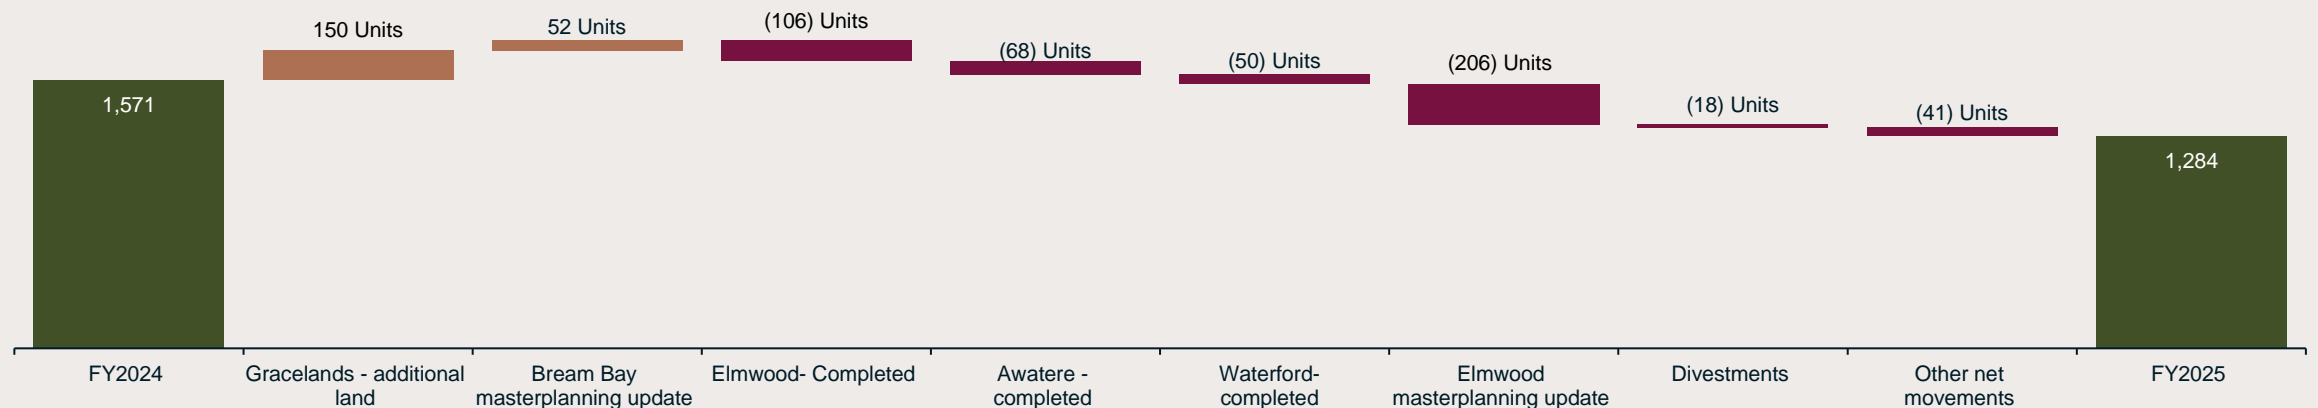 150 Units
52 Units
(106) Units
(68) Units
(50) Units
(206) Units
(18) Units
(41) Units
1,571
1,284
FY2024
Gracelands - additional
land
Bream Bay
masterplanning update
Elmwood- Completed
Awatere -
completed
Waterford-
completed
Elmwood
masterplanning update
Divestments
Other net
movements
FY2025